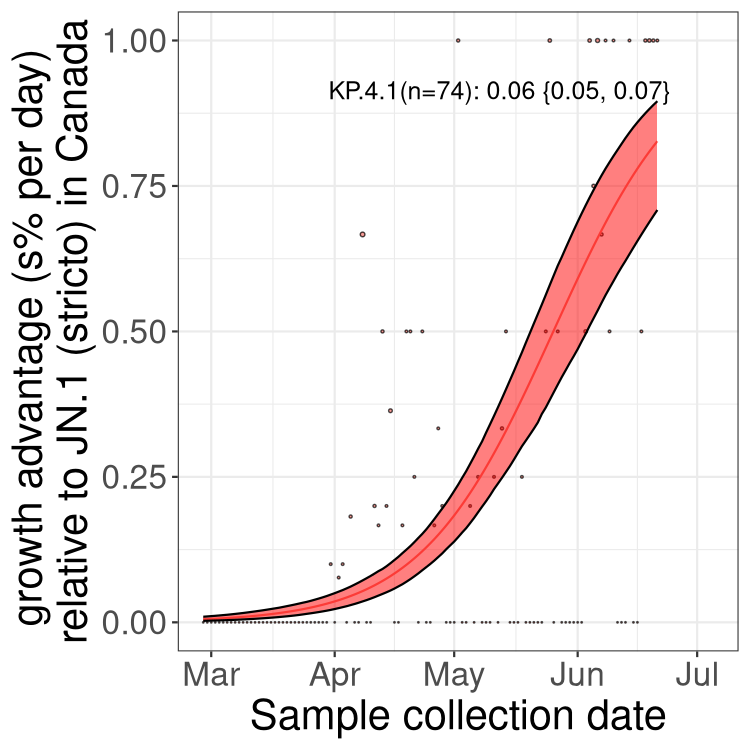 growth advantage (s% per day)
relative to JN.1 (stricto) in Canada
1.00
0.75
0.50
0.25
0.00
KP.4.1(n=74): 0.06 {0.05, 0.07}
Mar Apr May Jun Jul
Sample collection date